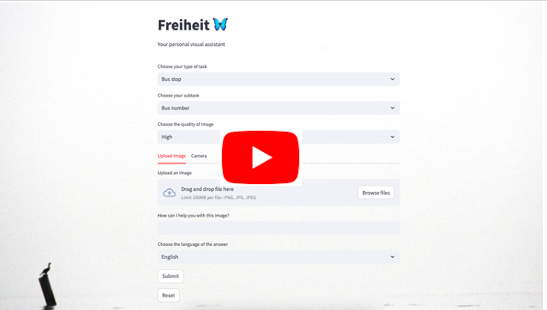 Freiheit 🦋
Your personal visual assistant
Choose your type of task
Bus stop
Choose your subtask
Bus number
Choose the quality of image
High
Upload Image Camera
Upload an image
Drag and drop file here
Limit 200MB per file • PNG, JPG, JPEG
Browse files
How can I help you with this image?
Choose the language of the answer
English
Submit
Reset